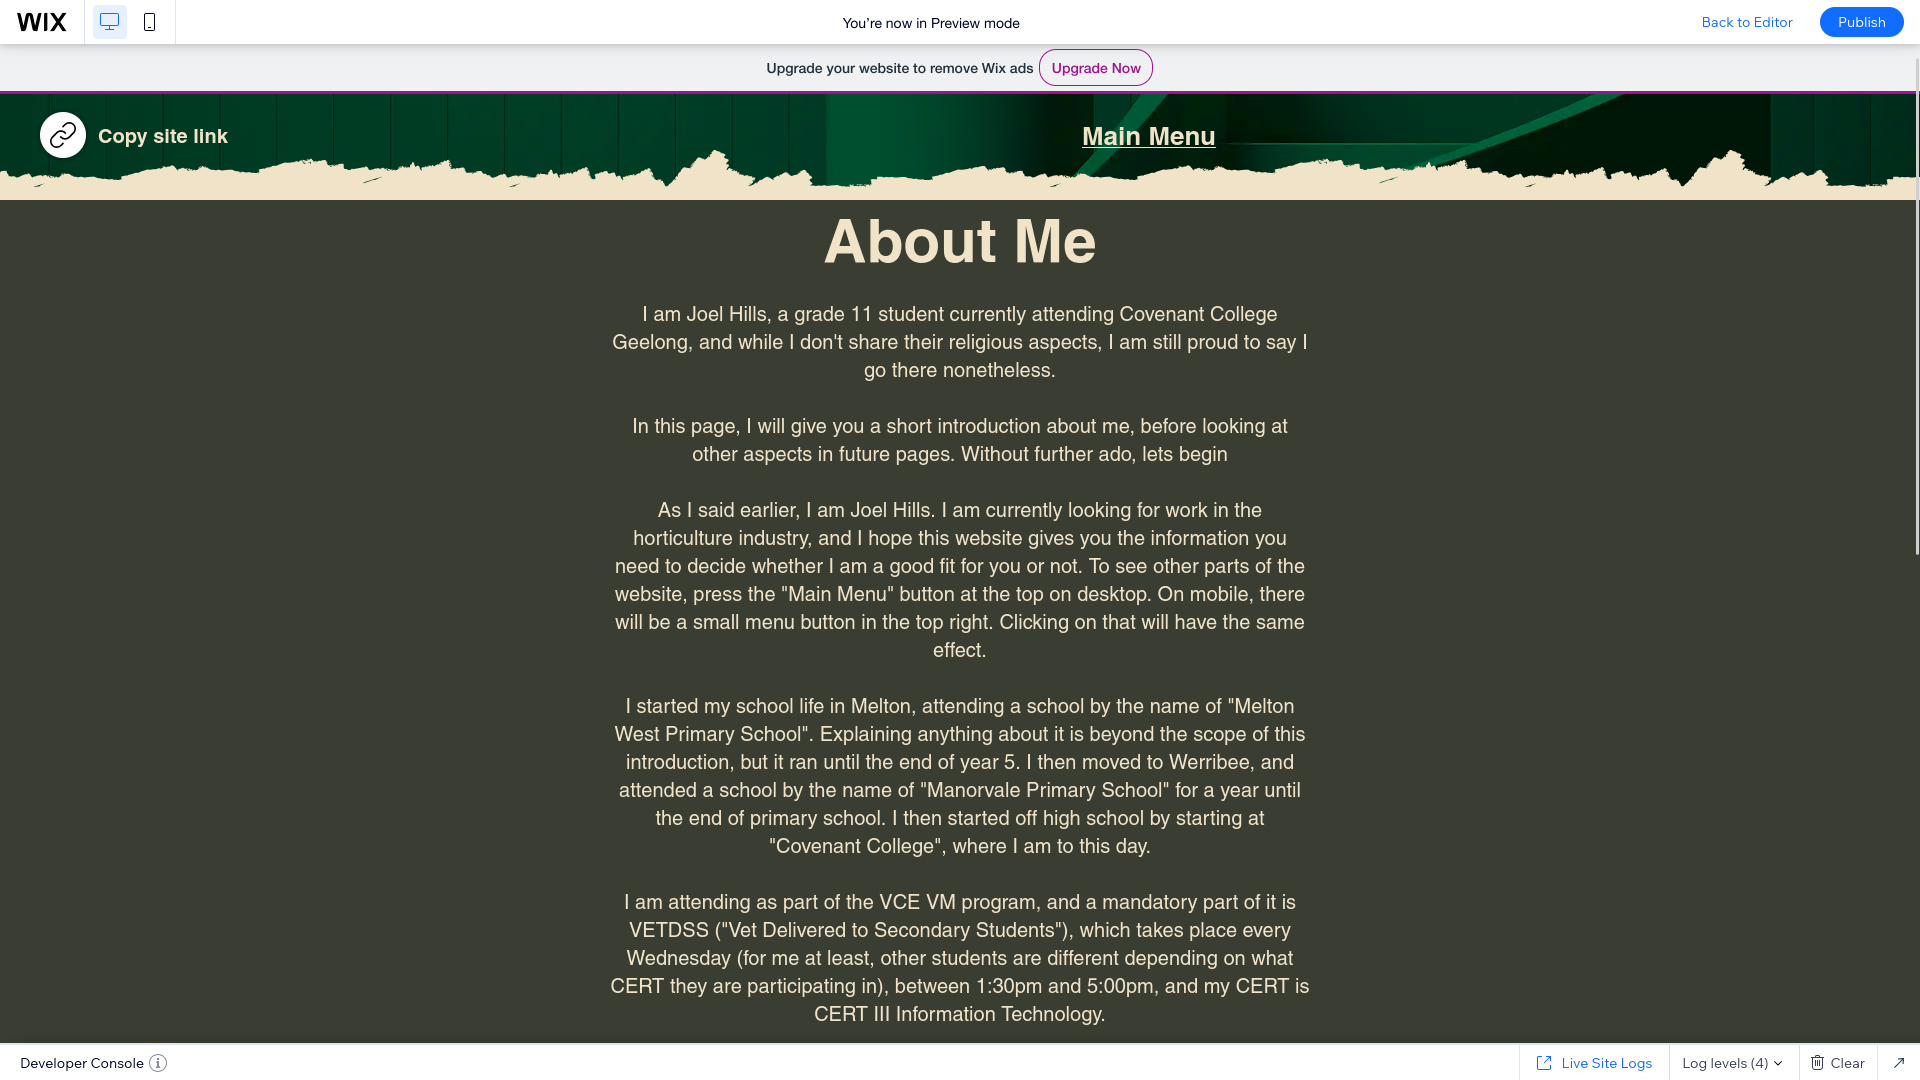 WIX
You're now in Preview mode
Back to Editor
Publish
Upgrade your website to remove Wix ads
Upgrade Now
Copy site link
Main Menu
About Me
I am Joel Hills, a grade 11 student currently attending Covenant College
Geelong, and while I don't share their religious aspects, I am still proud to say I
go there nonetheless.
In this page, I will give you a short introduction about me, before looking at
other aspects in future pages. Without further ado, lets begin
As I said earlier, I am Joel Hills. I am currently looking for work in the
horticulture industry, and I hope this website gives you the information you
need to decide whether I am a good fit for you or not. To see other parts of the
website, press the "Main Menu" button at the top on desktop. On mobile, there
will be a small menu button in the top right. Clicking on that will have the same
effect.
I started my school life in Melton, attending a school by the name of "Melton
West Primary School". Explaining anything about it is beyond the scope of this
introduction, but it ran until the end of year 5. I then moved to Werribee, and
attended a school by the name of "Manorvale Primary School" for a year until
the end of primary school. I then started off high school by starting at
"Covenant College", where I am to this day.
I am attending as part of the VCE VM program, and a mandatory part of it is
VETDSS ("Vet Delivered to Secondary Students"), which takes place every
Wednesday (for me at least, other students are different depending on what
CERT they are participating in), between 1:30pm and 5:00pm, and my CERT is
CERT III Information Technology.
Developer Console
Live Site Logs
Log levels (4)
Clear